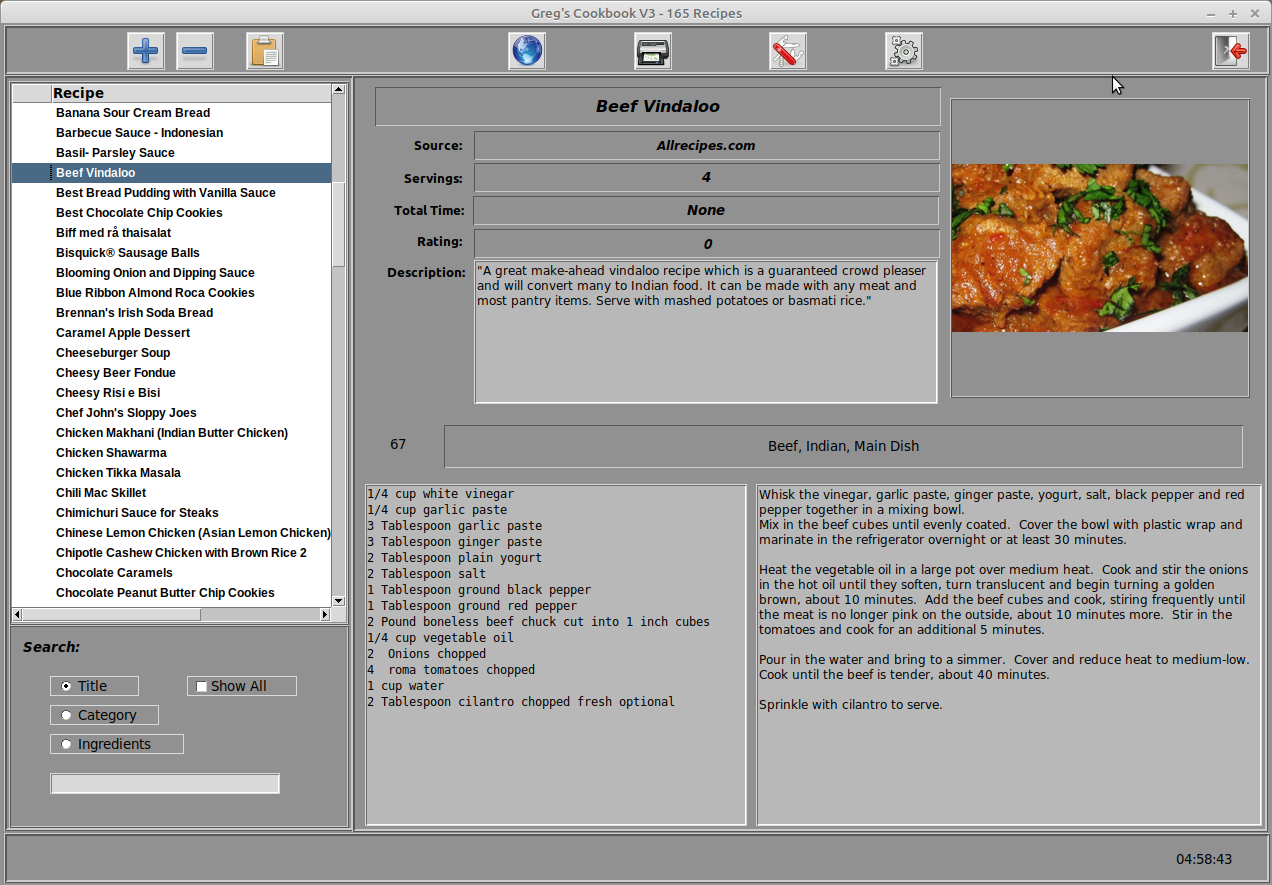 Greg's Cookbook V3 - 165 Recipes
Recipe
Banana Sour Cream Bread
Barbecue Sauce - Indonesian
Basil- Parsley Sauce
Beef Vindaloo
Best Bread Pudding with Vanilla Sauce
Best Chocolate Chip Cookies
Biff med rå thaisalat
Bisquick® Sausage Balls
Blooming Onion and Dipping Sauce
Blue Ribbon Almond Roca Cookies
Brennan's Irish Soda Bread
Caramel Apple Dessert
Cheeseburger Soup
Cheesy Beer Fondue
Cheesy Risi e Bisi
Chef John's Sloppy Joes
Chicken Makhani (Indian Butter Chicken)
Chicken Shawarma
Chicken Tikka Masala
Chili Mac Skillet
Chimichuri Sauce for Steaks
Chinese Lemon Chicken (Asian Lemon Chicken)
Chipotle Cashew Chicken with Brown Rice 2
Chocolate Caramels
Chocolate Peanut Butter Chip Cookies
Search:
Title
Show All
Category
Ingredients
Beef Vindaloo
Source: Allrecipes.com
Servings: 4
Total Time: None
Rating: 0
Description: "A great make-ahead vindaloo recipe which is a guaranteed crowd pleaser
and will convert many to Indian food. It can be made with any meat and
most pantry items. Serve with mashed potatoes or basmati rice."
67
Beef, Indian, Main Dish
1/4 cup white vinegar
1/4 cup garlic paste
3 Tablespoon garlic paste
3 Tablespoon ginger paste
2 Tablespoon plain yogurt
2 Tablespoon salt
1 Tablespoon ground black pepper
1 Tablespoon ground red pepper
2 Pound boneless beef chuck cut into 1 inch cubes
1/4 cup vegetable oil
2  Onions chopped
4  roma tomatoes chopped
1 cup water
2 Tablespoon cilantro chopped fresh optional
Whisk the vinegar, garlic paste, ginger paste, yogurt, salt, black pepper and red
pepper together in a mixing bowl.
Mix in the beef cubes until evenly coated.  Cover the bowl with plastic wrap and
marinate in the refrigerator overnight or at least 30 minutes.
Heat the vegetable oil in a large pot over medium heat.  Cook and stir the onions
in the hot oil until they soften, turn translucent and begin turning a golden
brown, about 10 minutes.  Add the beef cubes and cook, stiring frequently until
the meat is no longer pink on the outside, about 10 minutes more.  Stir in the
tomatoes and cook for an additional 5 minutes.
Pour in the water and bring to a simmer.  Cover and reduce heat to medium-low.
Cook until the beef is tender, about 40 minutes.
Sprinkle with cilantro to serve.
04:58:43